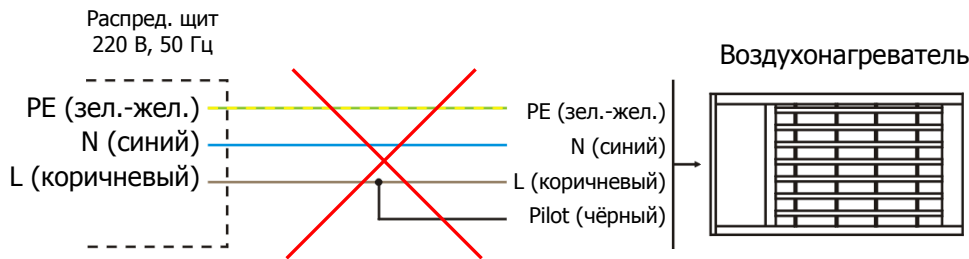 Распред. щит
220 В, 50 Гц
Воздухонагреватель
PE (зел.-жел.)
N (синий)
L (коричневый)
PE (зел.-жел.)
N (синий)
L (коричневый)
Pilot (чёрный)